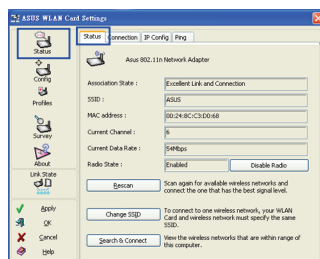 ASUS WLAN Card Settings
Status
Config
Profiles
Survey
About
Link State
Apply
OK
Cancel
Help
Status Connection IP Config Ping
Asus 802.11n Network Adapter
Association State : Excellent Link and Connection
SSID : ASUS
MAC address : 00:24:8C:C3:D0:68
Current Channel : 6
Current Data Rate : 54Mbps
Radio State : Enabled Disable Radio
Rescan
Scan again for available wireless networks and
connect the one that has the best signal level.
Change SSID
To connect to one wireless network, your WLAN
Card and wireless network must specify the same
SSID.
Search & Connect
View the wireless networks that are within range of
this computer.